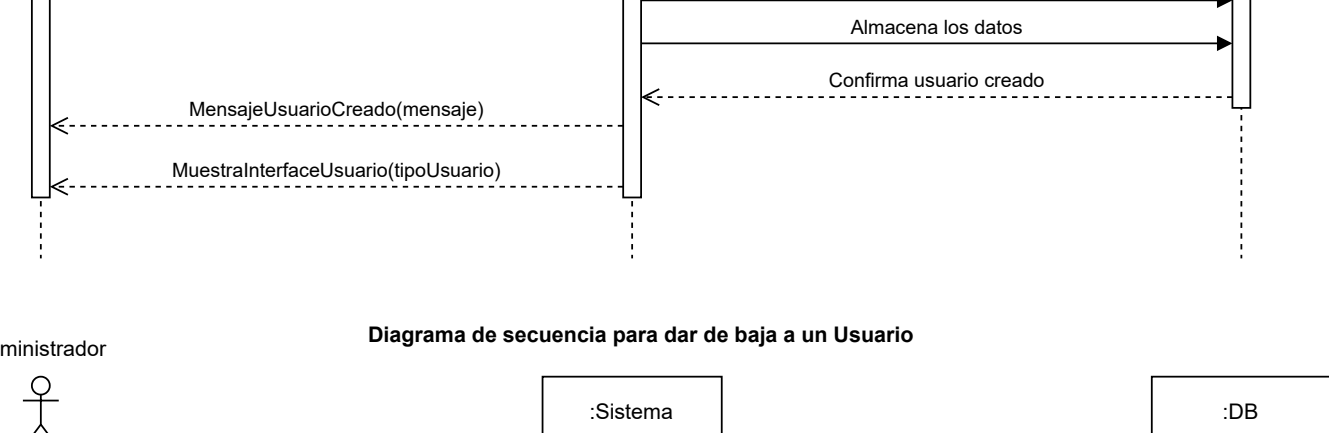 Almacena los datos
Confirma usuario creado
MensajeUsuarioCreado(mensaje)
MuestraInterfaceUsuario(tipoUsuario)
Diagrama de secuencia para dar de baja a un Usuario
ministrador
:Sistema
:DB